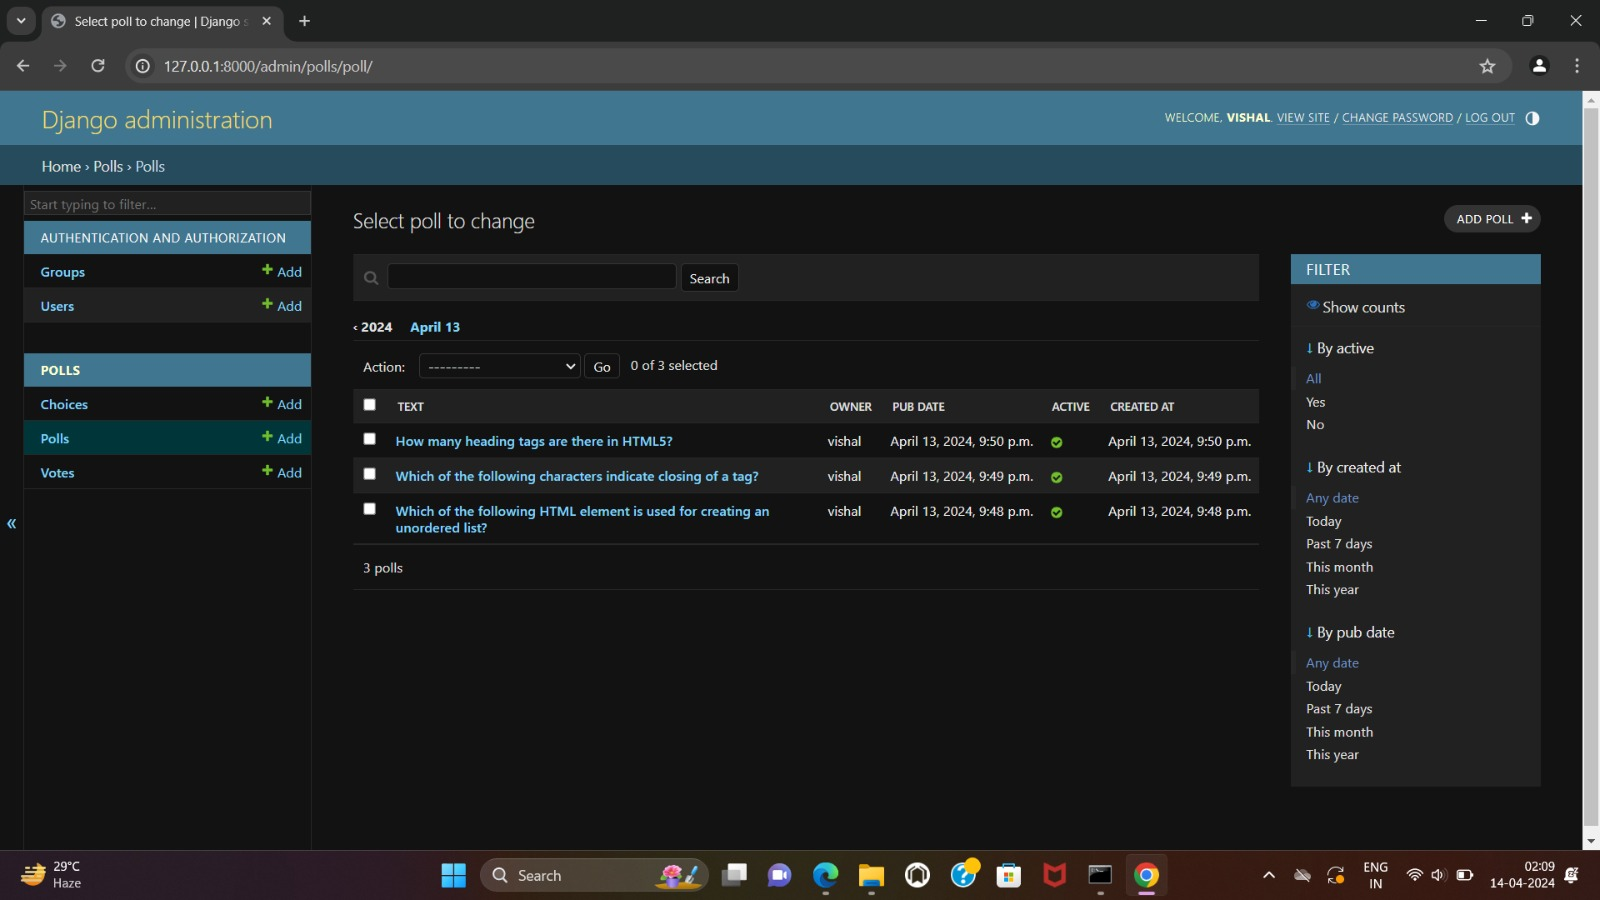 Select poll to change | Django s
127.0.0.1:8000/admin/polls/poll/
Django administration
WELCOME, VISHAL. VIEW SITE / CHANGE PASSWORD / LOG OUT
Home › Polls › Polls
Start typing to filter...
AUTHENTICATION AND AUTHORIZATION
Groups + Add
Users + Add
POLLS
Choices + Add
Polls + Add
Votes + Add
«
Select poll to change
ADD POLL +
Search
‹ 2024 April 13
Action: --------- Go 0 of 3 selected
TEXT OWNER PUB DATE ACTIVE CREATED AT
How many heading tags are there in HTML5? vishal April 13, 2024, 9:50 p.m. April 13, 2024, 9:50 p.m.
Which of the following characters indicate closing of a tag? vishal April 13, 2024, 9:49 p.m. April 13, 2024, 9:49 p.m.
Which of the following HTML element is used for creating an vishal April 13, 2024, 9:48 p.m. April 13, 2024, 9:48 p.m.
unordered list?
3 polls
FILTER
Show counts
↓ By active
All
Yes
No
↓ By created at
Any date
Today
Past 7 days
This month
This year
↓ By pub date
Any date
Today
Past 7 days
This month
This year
29°C
Haze
Search
ENG
IN
02:09
14-04-2024